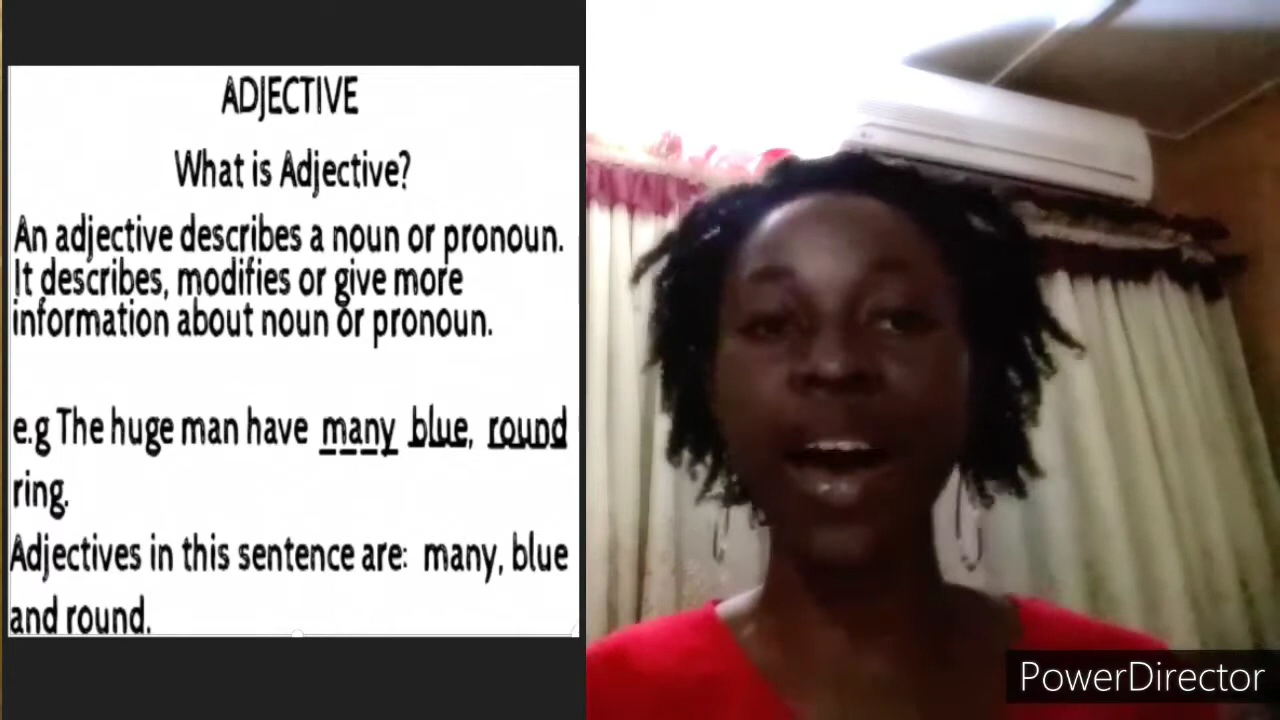 ADJECTIVE
What is Adjective?
An adjective describes a noun or pronoun.
It describes, modifies or give more
information about noun or pronoun.
e.g The huge man have many blue, round
ring.
Adjectives in this sentence are: many, blue
and round.
PowerDirector